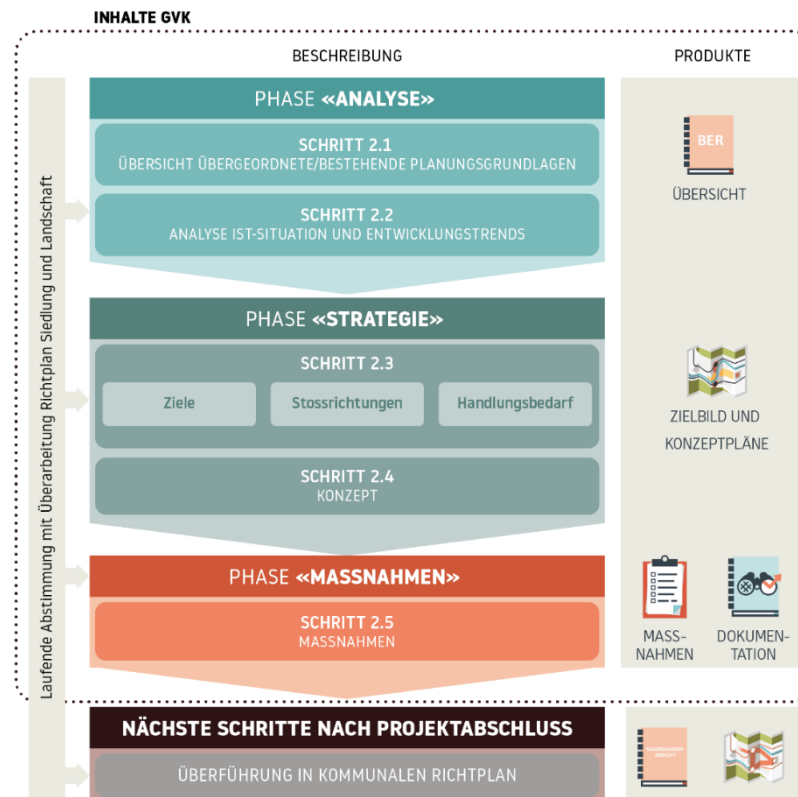 INHALTE GVK
BESCHREIBUNG
PRODUKTE
Laufende Abstimmung mit Überarbeitung Richtplan Siedlung und Landschaft
PHASE «ANALYSE»
SCHRITT 2.1
ÜBERSICHT ÜBERGEORDNETE/BESTEHENDE PLANUNGSGRUNDLAGEN
SCHRITT 2.2
ANALYSE IST-SITUATION UND ENTWICKLUNGSTRENDS
BER
ÜBERSICHT
PHASE «STRATEGIE»
SCHRITT 2.3
Ziele
Stossrichtungen
Handlungsbedarf
SCHRITT 2.4
KONZEPT
ZIELBILD UND
KONZEPTPLÄNE
PHASE «MASSNAHMEN»
SCHRITT 2.5
MASSNAHMEN
MASS-
NAHMEN
DOKUMEN-
TATION
NÄCHSTE SCHRITTE NACH PROJEKTABSCHLUSS
ÜBERFÜHRUNG IN KOMMUNALEN RICHTPLAN
MASSNAHMEN
BERICHT